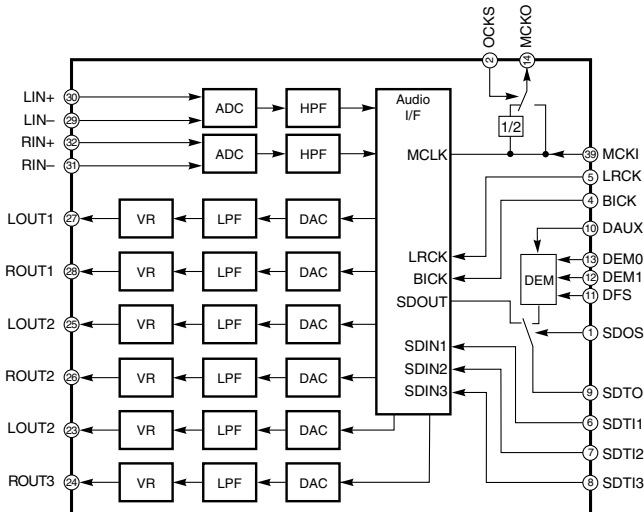 OCKS
MCKO
2
14
LIN+ 30
ADC
HPF
Audio
I/F
1/2
LIN– 29
RIN+ 32
ADC
HPF
MCLK
39 MCKI
RIN– 31
5 LRCK
4 BICK
LOUT1 27
VR
LPF
DAC
10 DAUX
LRCK
13 DEM0
ROUT1 28
VR
LPF
DAC
BICK
DEM
12 DEM1
11 DFS
SDOUT
LOUT2 25
VR
LPF
DAC
1 SDOS
SDIN1
SDIN2
ROUT2 26
VR
LPF
DAC
SDIN3
9 SDTO
6 SDTI1
LOUT2 23
VR
LPF
DAC
7 SDTI2
ROUT3 24
VR
LPF
DAC
8 SDTI3